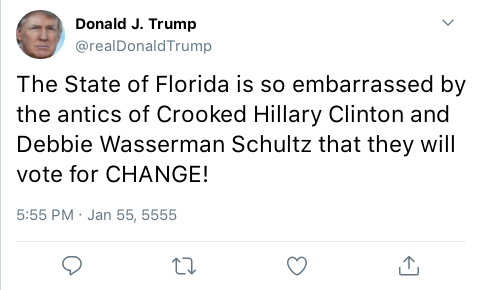 Donald J. Trump
@realDonaldTrump
The State of Florida is so embarrassed by
the antics of Crooked Hillary Clinton and
Debbie Wasserman Schultz that they will
vote for CHANGE!
5:55 PM · Jan 55, 5555